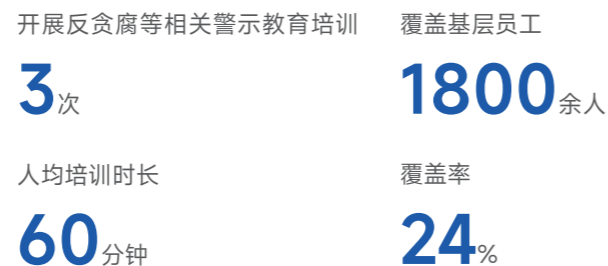 开展反贪腐等相关警示教育培训
3次
覆盖基层员工
1800余人
人均培训时长
60分钟
覆盖率
24%